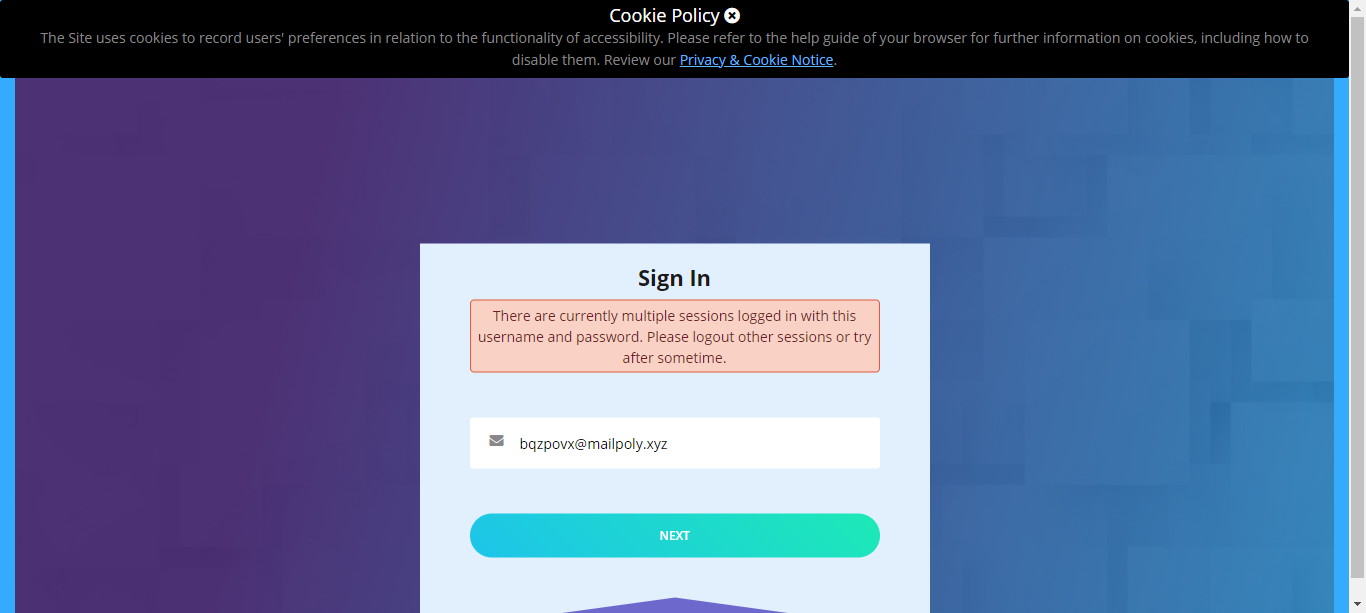 Cookie Policy
The Site uses cookies to record users' preferences in relation to the functionality of accessibility. Please refer to the help guide of your browser for further information on cookies, including how to
disable them. Review our Privacy & Cookie Notice.
Sign In
There are currently multiple sessions logged in with this
username and password. Please logout other sessions or try
after sometime.
bqzpovx@mailpoly.xyz
NEXT